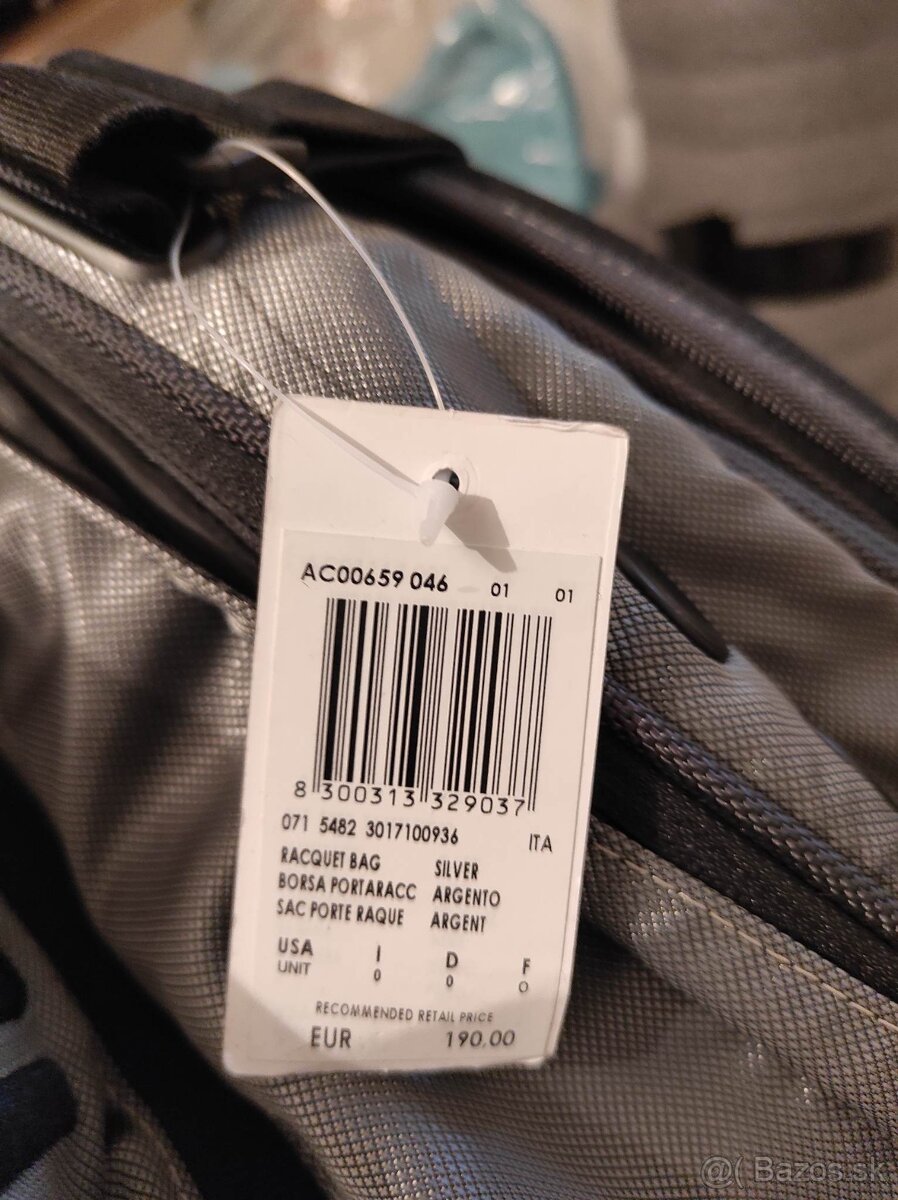 AC00659 046 01 01
8 300313 329037
071 5482 3017100936 ITA
RACQUET BAG SILVER
BORSA PORTARACC ARGENTO
SAC PORTE RAQUE ARGENT
USA I D F
UNIT 0 0 0
RECOMMENDED RETAIL PRICE
EUR 190,00
@( Bazos.sk